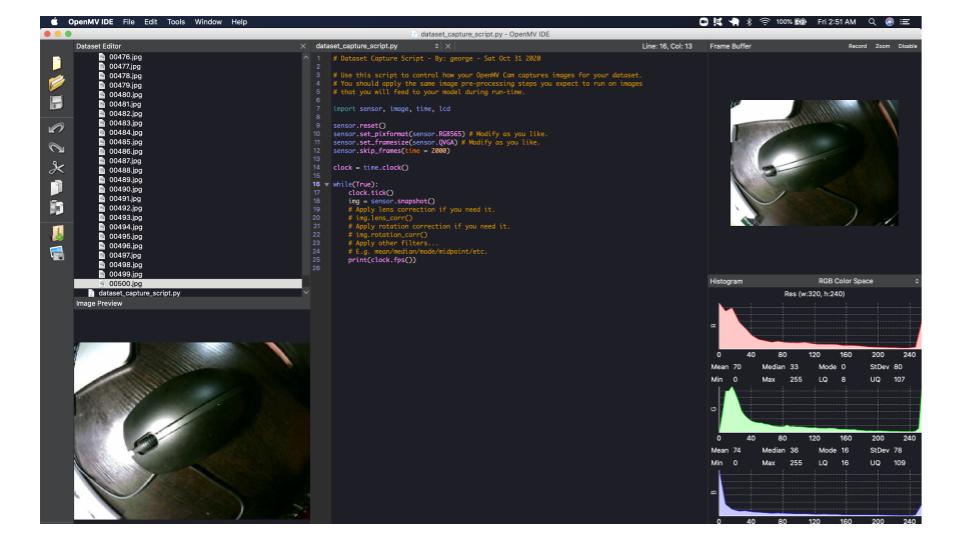 OpenMV IDE File Edit Tools Window Help
100% Fri 2:51 AM
dataset_capture_script.py - OpenMV IDE
Dataset Editor
00476.jpg
00477.jpg
00478.jpg
00479.jpg
00480.jpg
00481.jpg
00482.jpg
00483.jpg
00484.jpg
00485.jpg
00486.jpg
00487.jpg
00488.jpg
00489.jpg
00490.jpg
00491.jpg
00492.jpg
00493.jpg
00494.jpg
00495.jpg
00496.jpg
00497.jpg
00498.jpg
00499.jpg
00500.jpg
dataset_capture_script.py
Image Preview
dataset_capture_script.py
Line: 16, Col: 13
1 # Dataset Capture Script - By: george - Sat Oct 31 2020
2
3 # Use this script to control how your OpenMV Cam captures images for your dataset.
4 # You should apply the same image pre-processing steps you expect to run on images
5 # that you will feed to your model during run-time.
6
7 import sensor, image, time, lcd
8
9 sensor.reset()
10 sensor.set_pixformat(sensor.RGB565) # Modify as you like.
11 sensor.set_framesize(sensor.QVGA) # Modify as you like.
12 sensor.skip_frames(time = 2000)
13
14 clock = time.clock()
15
16 while(True):
17 clock.tick()
18 img = sensor.snapshot()
19 # Apply lens correction if you need it.
20 # img.lens_corr()
21 # Apply rotation correction if you need it.
22 # img.rotation_corr()
23 # Apply other filters...
24 # E.g. mean/median/mode/midpoint/etc.
25 print(clock.fps())
26
Frame Buffer Record Zoom Disable
Histogram RGB Color Space
Res (w:320, h:240)
R
0 40 80 120 160 200 240
Mean 70 Median 33 Mode 0 StDev 80
Min 0 Max 255 LQ 8 UQ 107
G
0 40 80 120 160 200 240
Mean 74 Median 36 Mode 16 StDev 78
Min 0 Max 255 LQ 16 UQ 109
B
0 40 80 120 160 200 240